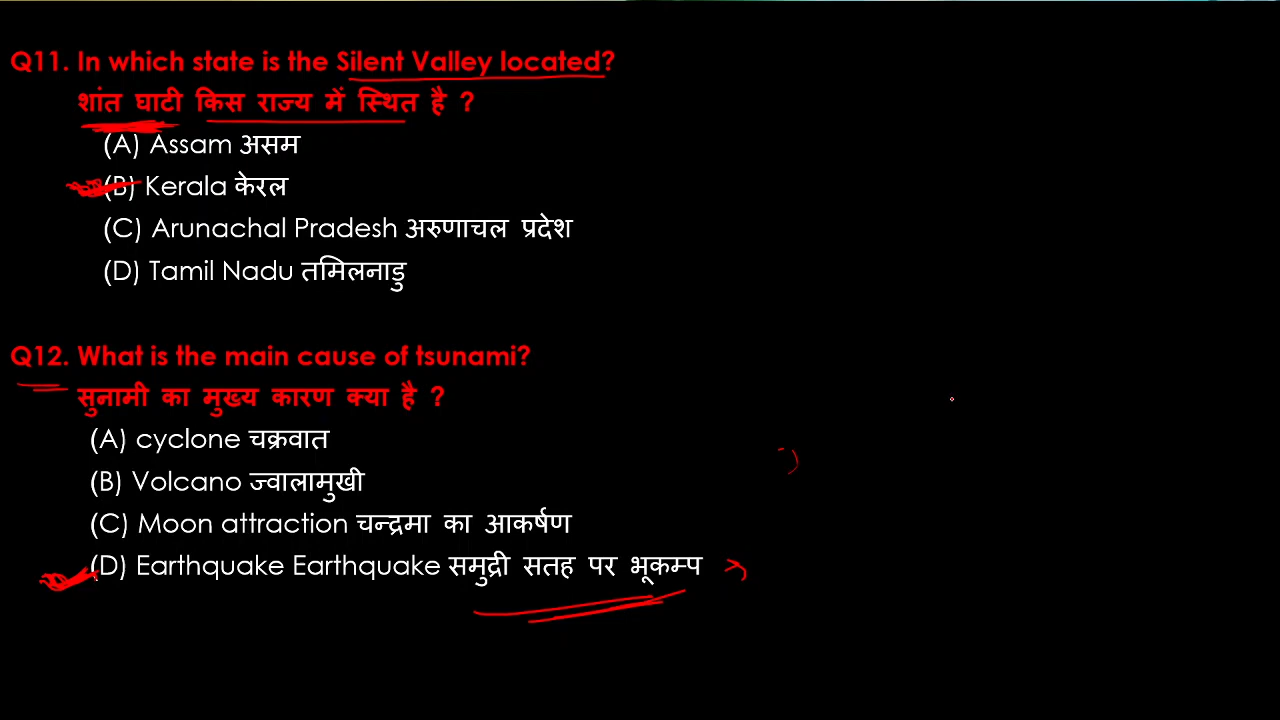 Q11. In which state is the Silent Valley located?
शांत घाटी किस राज्य में स्थित है ?
(A) Assam असम
(B) Kerala केरल
(C) Arunachal Pradesh अरुणाचल प्रदेश
(D) Tamil Nadu तमिलनाडु
Q12. What is the main cause of tsunami?
सुनामी का मुख्य कारण क्या है ?
(A) cyclone चक्रवात
(B) Volcano ज्वालामुखी
(C) Moon attraction चन्द्रमा का आकर्षण
(D) Earthquake Earthquake समुद्री सतह पर भूकम्प